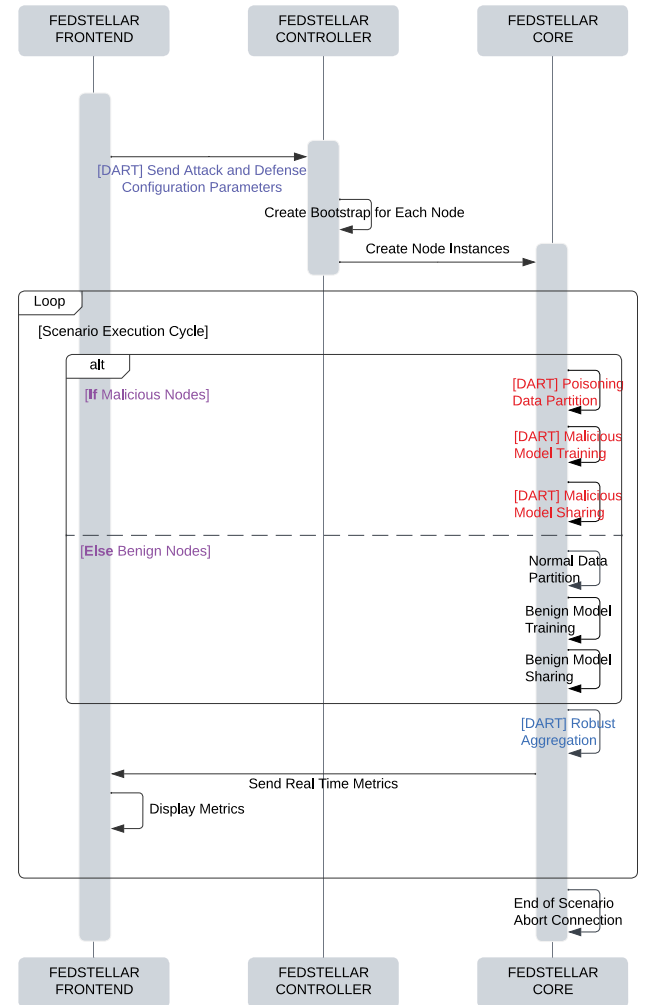 FEDSTELLAR
FRONTEND
FEDSTELLAR
CONTROLLER
FEDSTELLAR
CORE
[DART] Send Attack and Defense
Configuration Parameters
Create Bootstrap for Each Node
Create Node Instances
Loop
[Scenario Execution Cycle]
alt
[If Malicious Nodes]
[DART] Poisoning
Data Partition
[DART] Malicious
Model Training
[DART] Malicious
Model Sharing
[Else Benign Nodes]
Normal Data
Partition
Benign Model
Training
Benign Model
Sharing
[DART] Robust
Aggregation
Send Real Time Metrics
Display Metrics
End of Scenario
Abort Connection
FEDSTELLAR
FRONTEND
FEDSTELLAR
CONTROLLER
FEDSTELLAR
CORE